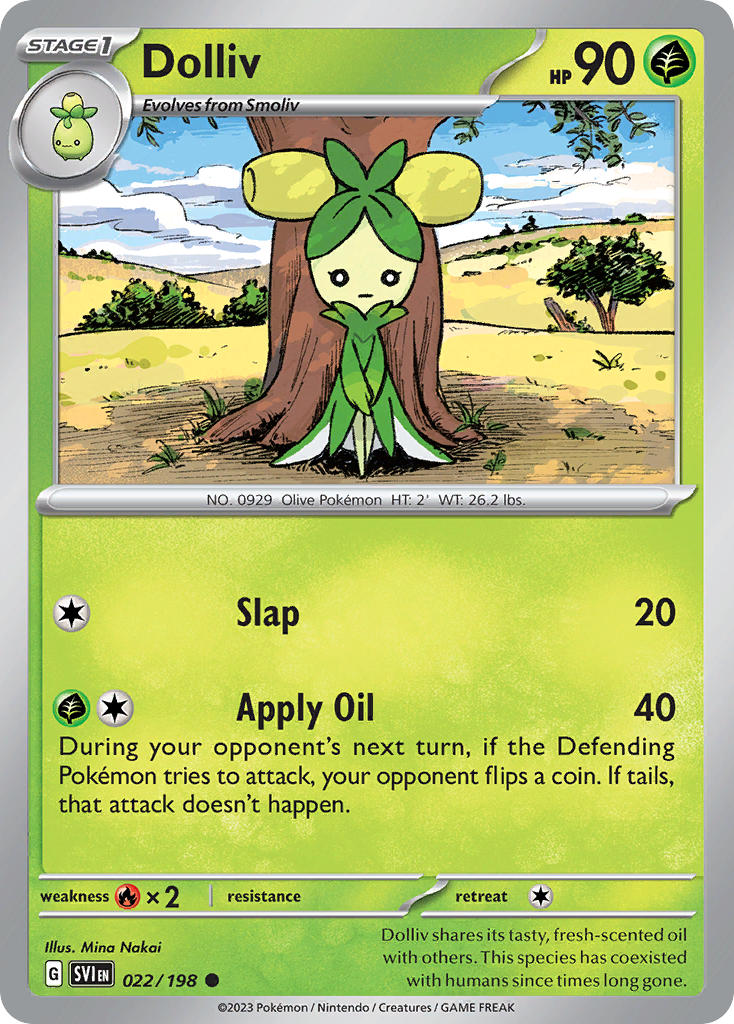 STAGE 1
Dolliv
HP 90
Evolves from Smoliv
NO. 0929 Olive Pokémon HT: 2' WT: 26.2 lbs.
Slap 20
Apply Oil 40
During your opponent's next turn, if the Defending
Pokémon tries to attack, your opponent flips a coin. If tails,
that attack doesn't happen.
weakness ×2 resistance retreat
Illus. Mina Nakai
G SVI EN 022/198
Dolliv shares its tasty, fresh-scented oil
with others. This species has coexisted
with humans since times long gone.
©2023 Pokémon / Nintendo / Creatures / GAME FREAK